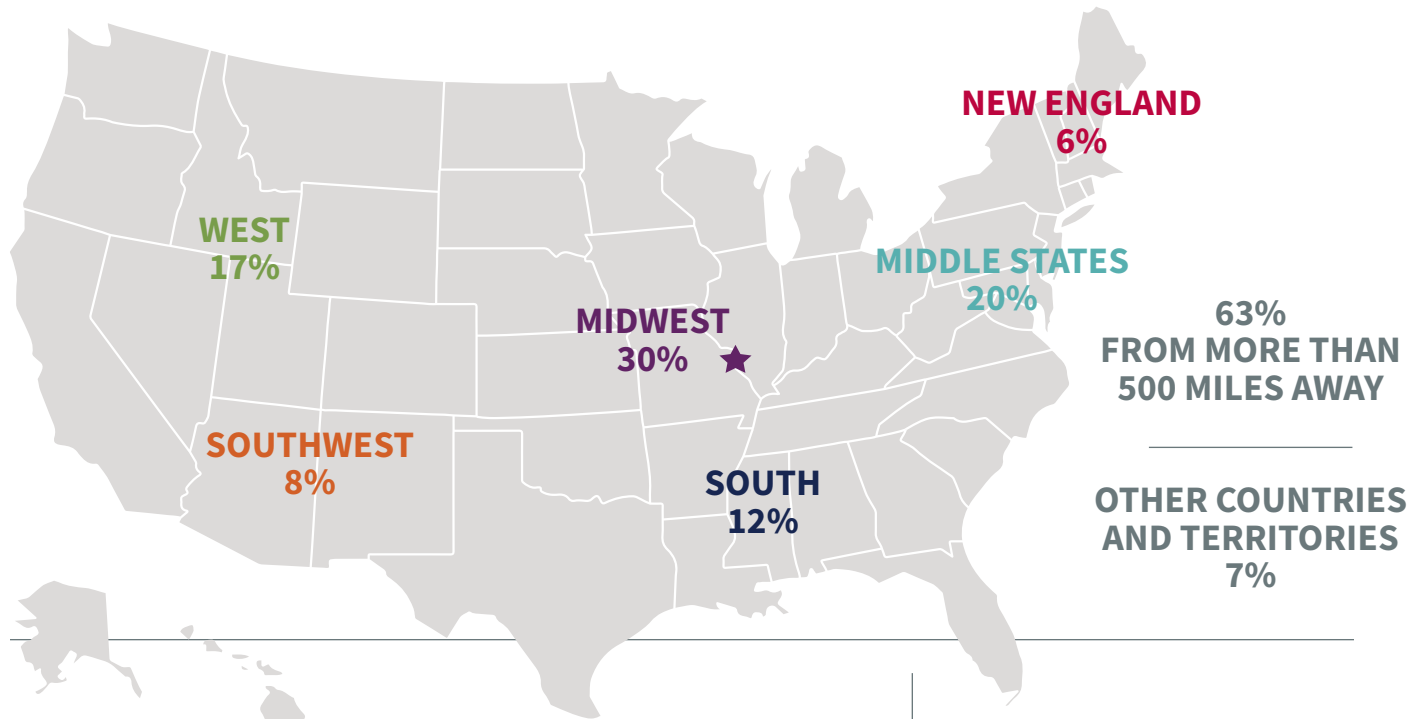 NEW ENGLAND
6%
WEST
17%
MIDDLE STATES
20%
MIDWEST
30%
63%
FROM MORE THAN
500 MILES AWAY
SOUTHWEST
8%
SOUTH
12%
OTHER COUNTRIES
AND TERRITORIES
7%